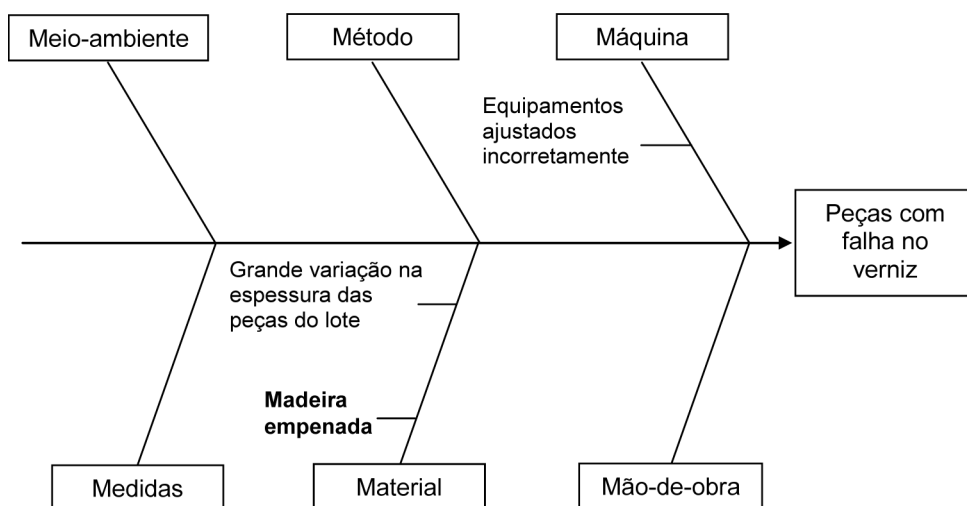 Meio-ambiente
Método
Máquina
Equipamentos
ajustados
incorretamente
Peças com
falha no
verniz
Grande variação na
espessura das
peças do lote
Madeira
empenada
Medidas
Material
Mão-de-obra